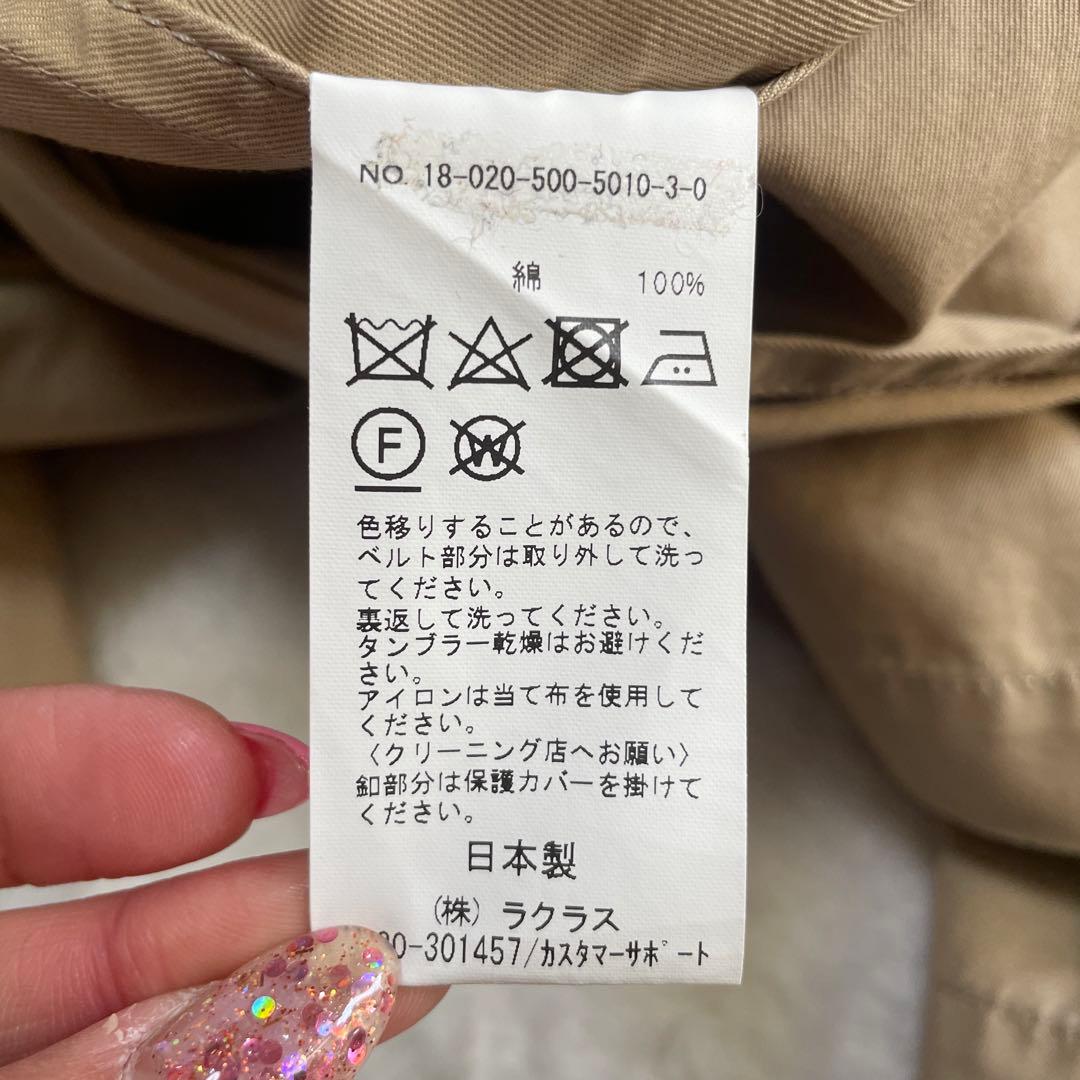 NO. 18-020-500-5010-3-0
綿 100%
F W
色移りすることがあるので、
ベルト部分は取り外して洗っ
てください。
裏返して洗ってください。
タンブラー乾燥はお避けくだ
さい。
アイロンは当て布を使用して
ください。
〈クリーニング店へお願い〉
釦部分は保護カバーを掛けて
ください。
日本製
(株) ラクラス
0-301457/カスタマーサポート